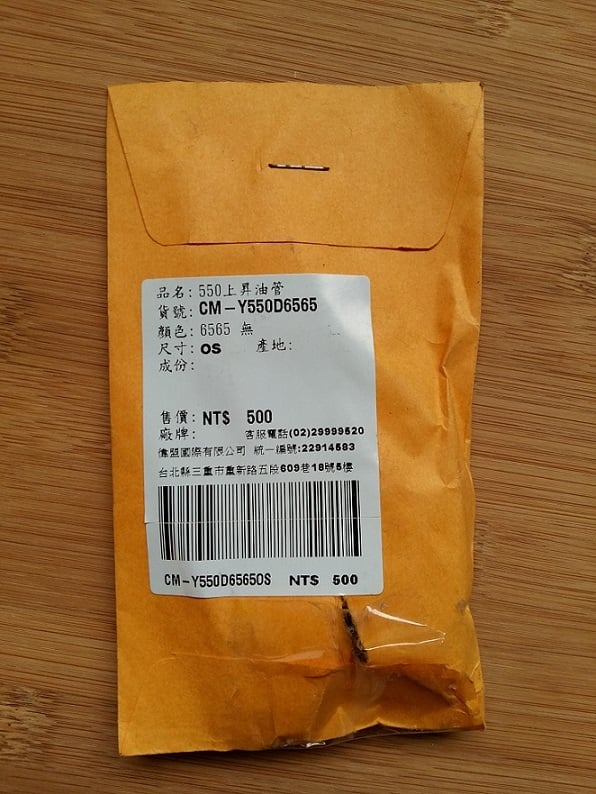 品名: 550上昇油管
貨號: CM-Y550D6565
顏色: 6565 無
尺寸: OS 產地:
成份:
售價: NT$ 500
廠牌: 客服電話(02)29999520
偉盟國際有限公司 統一編號:22914583
台北縣三重市重新路五段609巷18號5樓
CM-Y550D6565OS NT$ 500